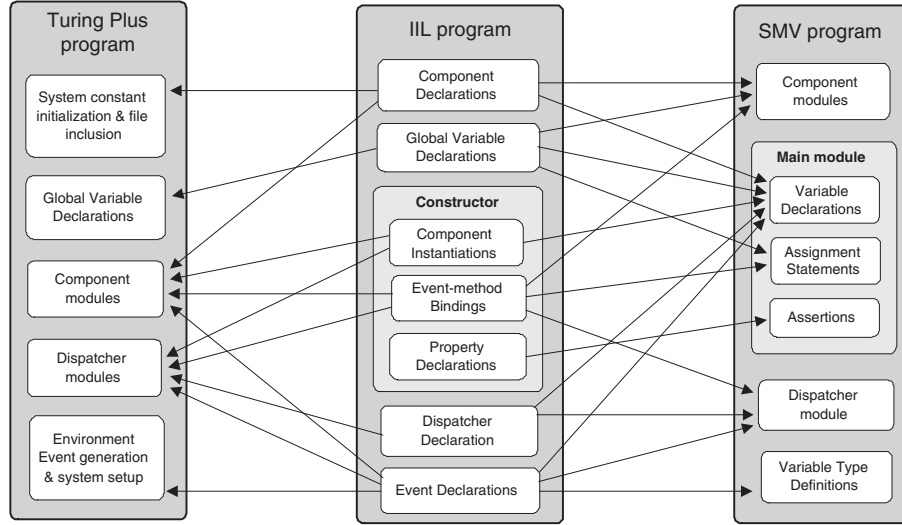 Turing Plus
program
System constant
initialization & file
inclusion
Global Variable
Declarations
Component
modules
Dispatcher
modules
Environment
Event generation
& system setup
IIL program
Component
Declarations
Global Variable
Declarations
Constructor
Component
Instantiations
Event-method
Bindings
Property
Declarations
Dispatcher
Declaration
Event Declarations
SMV program
Component
modules
Main module
Variable
Declarations
Assignment
Statements
Assertions
Dispatcher
module
Variable Type
Definitions